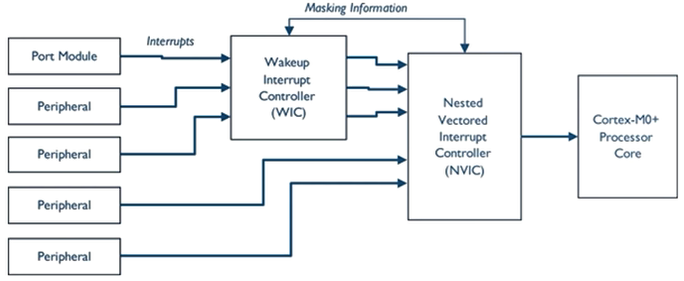 Masking Information
Interrupts
Port Module
Peripheral
Peripheral
Peripheral
Peripheral
Wakeup
Interrupt
Controller
(WIC)
Nested
Vectored
Interrupt
Controller
(NVIC)
Cortex-M0+
Processor
Core